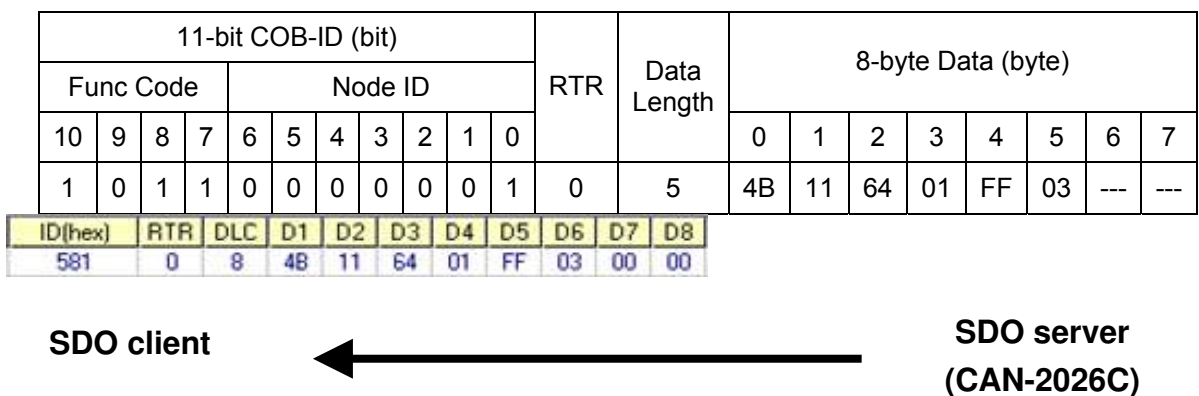 11-bit COB-ID (bit)
RTR
Data Length
8-byte Data (byte)
Func Code Node ID
10 9 8 7 6 5 4 3 2 1 0 0 1 2 3 4 5 6 7
1 0 1 1 0 0 0 0 0 0 1 0 5 4B 11 64 01 FF 03 --- ---
ID(hex) RTR DLC D1 D2 D3 D4 D5 D6 D7 D8
581 0 8 4B 11 64 01 FF 03 00 00
SDO client
SDO server
(CAN-2026C)